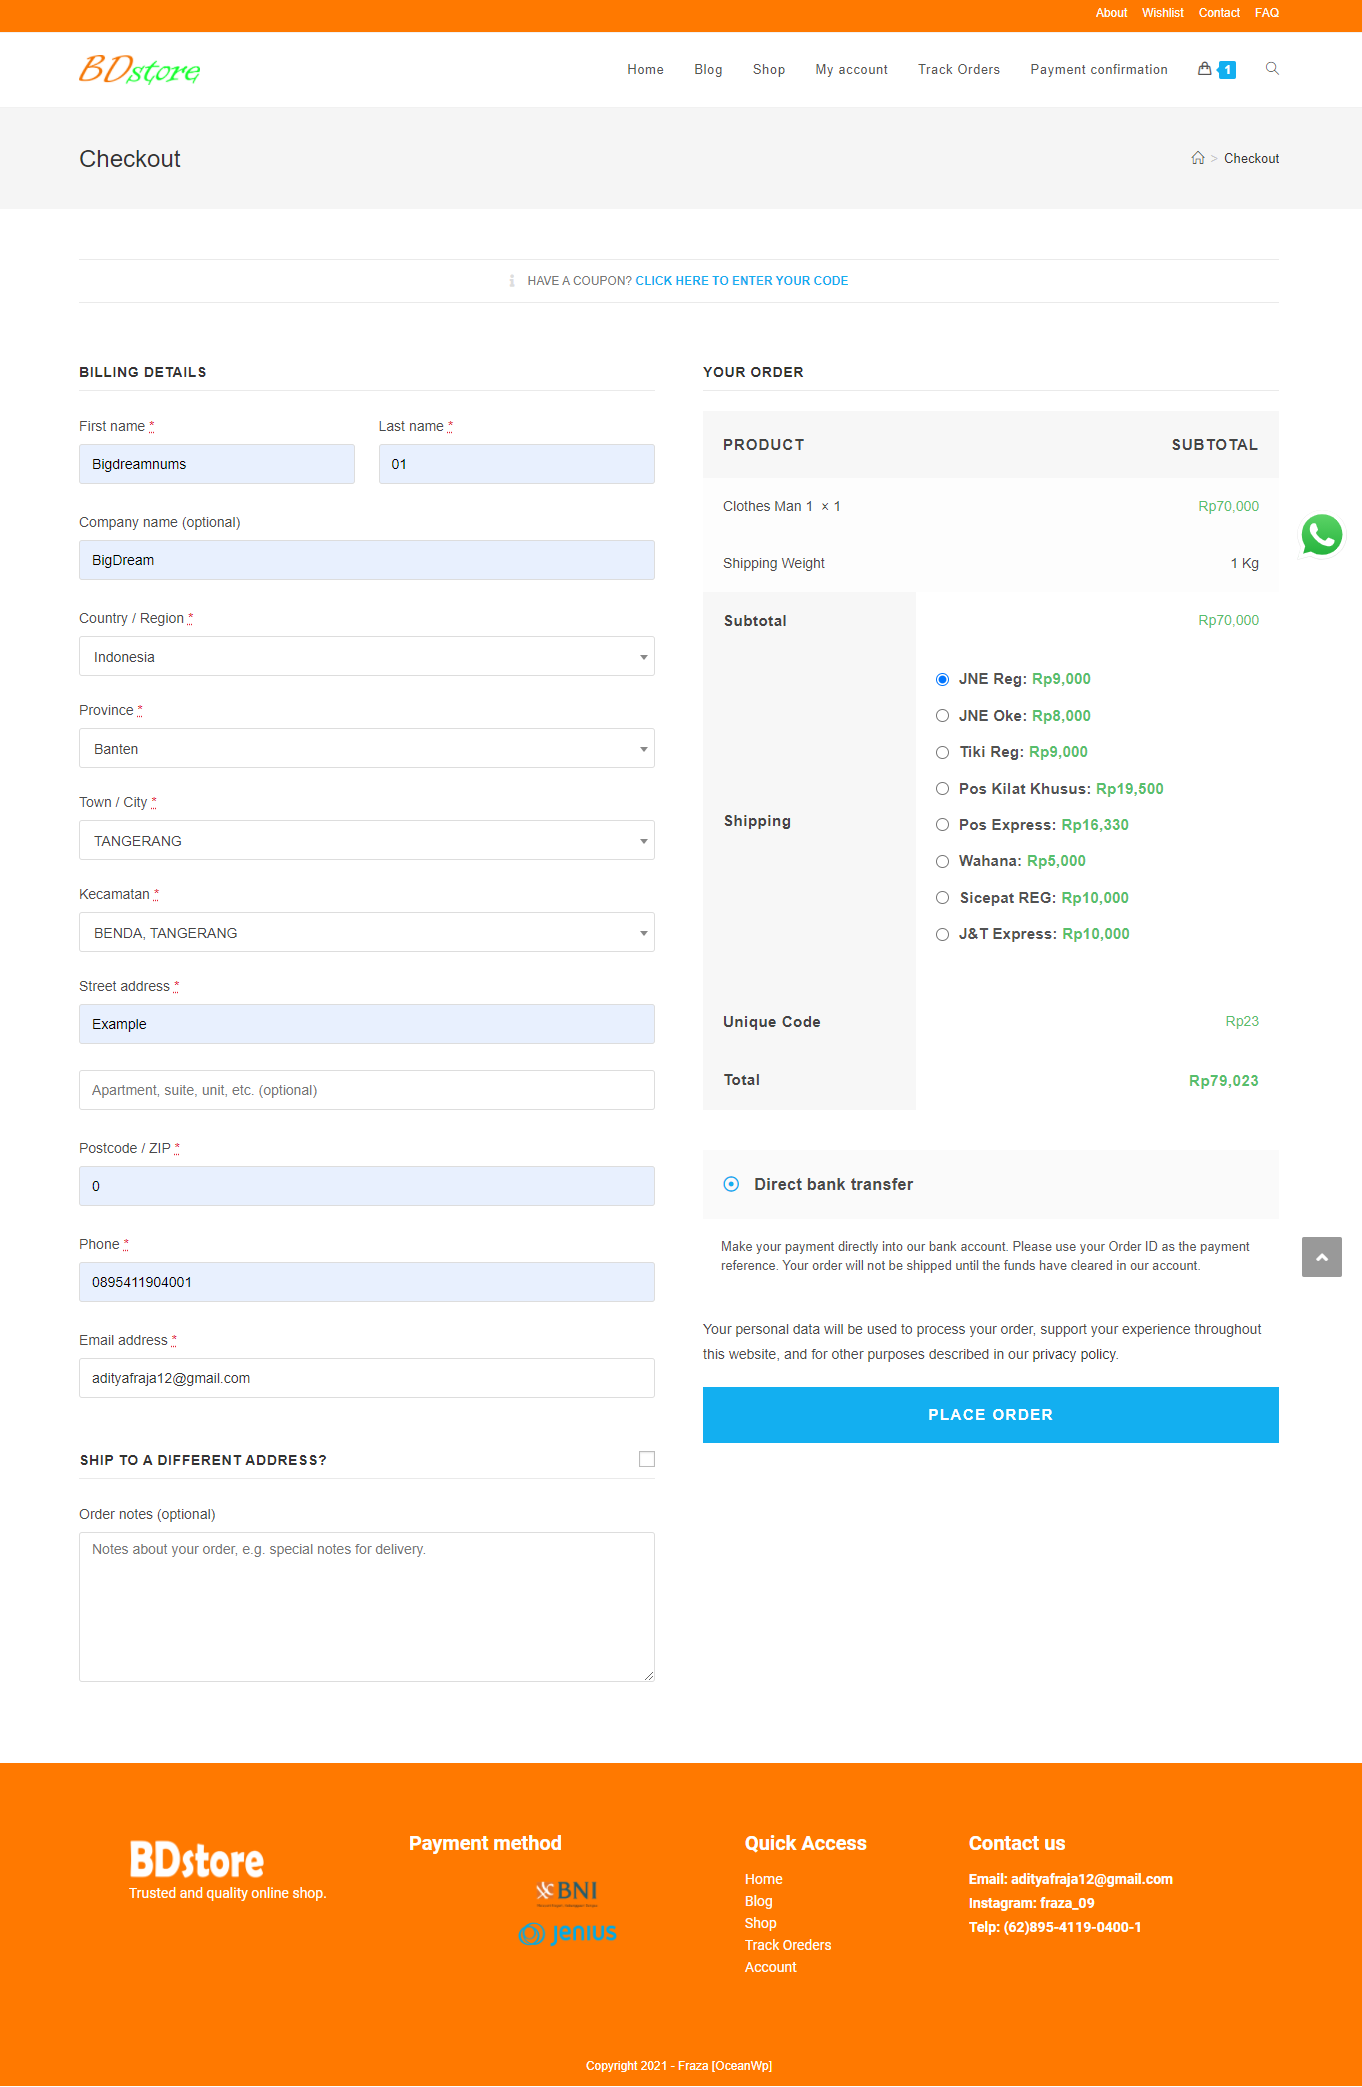 About Wishlist Contact FAQ
BDstore
Home Blog Shop My account Track Orders Payment confirmation 1
Checkout
> Checkout
HAVE A COUPON? CLICK HERE TO ENTER YOUR CODE
BILLING DETAILS
First name * Last name *
Bigdreamnums 01
Company name (optional)
BigDream
Country / Region *
Indonesia
Province *
Banten
Town / City *
TANGERANG
Kecamatan *
BENDA, TANGERANG
Street address *
Example
Apartment, suite, unit, etc. (optional)
Postcode / ZIP *
0
Phone *
0895411904001
Email address *
adityafraja12@gmail.com
SHIP TO A DIFFERENT ADDRESS?
Order notes (optional)
Notes about your order, e.g. special notes for delivery.
YOUR ORDER
PRODUCT SUBTOTAL
Clothes Man 1 × 1 Rp70,000
Shipping Weight 1 Kg
Subtotal Rp70,000
Shipping
JNE Reg: Rp9,000
JNE Oke: Rp8,000
Tiki Reg: Rp9,000
Pos Kilat Khusus: Rp19,500
Pos Express: Rp16,330
Wahana: Rp5,000
Sicepat REG: Rp10,000
J&T Express: Rp10,000
Unique Code Rp23
Total Rp79,023
Direct bank transfer
Make your payment directly into our bank account. Please use your Order ID as the payment
reference. Your order will not be shipped until the funds have cleared in our account.
Your personal data will be used to process your order, support your experience throughout
this website, and for other purposes described in our privacy policy.
PLACE ORDER
BDstore
Trusted and quality online shop.
Payment method
BNI
jenius
Quick Access
Home
Blog
Shop
Track Oreders
Account
Contact us
Email: adityafraja12@gmail.com
Instagram: fraza_09
Telp: (62)895-4119-0400-1
Copyright 2021 - Fraza [OceanWp]